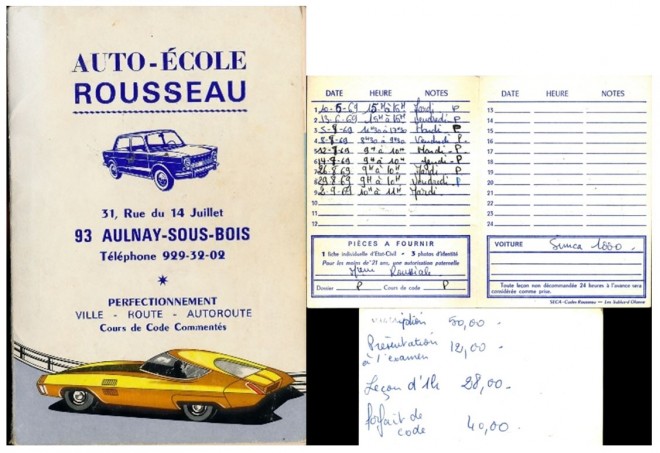 AUTO-ÉCOLE
ROUSSEAU
31, Rue du 14 Juillet
93 AULNAY-SOUS-BOIS
Téléphone 929-32-02
PERFECTIONNEMENT
VILLE - ROUTE - AUTOROUTE
Cours de Code Commentés
DATE HEURE NOTES
1 10-6-69 15H à 16H Jeudi P
2 13-6-69 15H à 16H Vendredi P
3 5-8-69 Mardi P
4 8-8-69 8H30 à 9H30 Vendredi P
5 12-8-69 9H à 10H Mardi P
6 14-8-69 9H à 10H Jeudi P
7 26-8-69 9H à 10H Mardi P
8 29-8-69 9H à 10H Vendredi P
9 2-9-69 10H à 11H Mardi
10
11
12
PIÈCES A FOURNIR
1 fiche individuelle d'Etat-Civil - 3 photos d'identité
Pour les moins de 21 ans, une autorisation paternelle
Dossier P Cours de code P
DATE HEURE NOTES
13
14
15
16
17
18
19
20
21
22
23
24
VOITURE Simca 1000
Toute leçon non décommandée 24 heures à l'avance sera
considérée comme prise.
inscription 50,00
Présentation
à l'examen 12,00
Leçon d'1h 28,00
forfait de
code 40,00